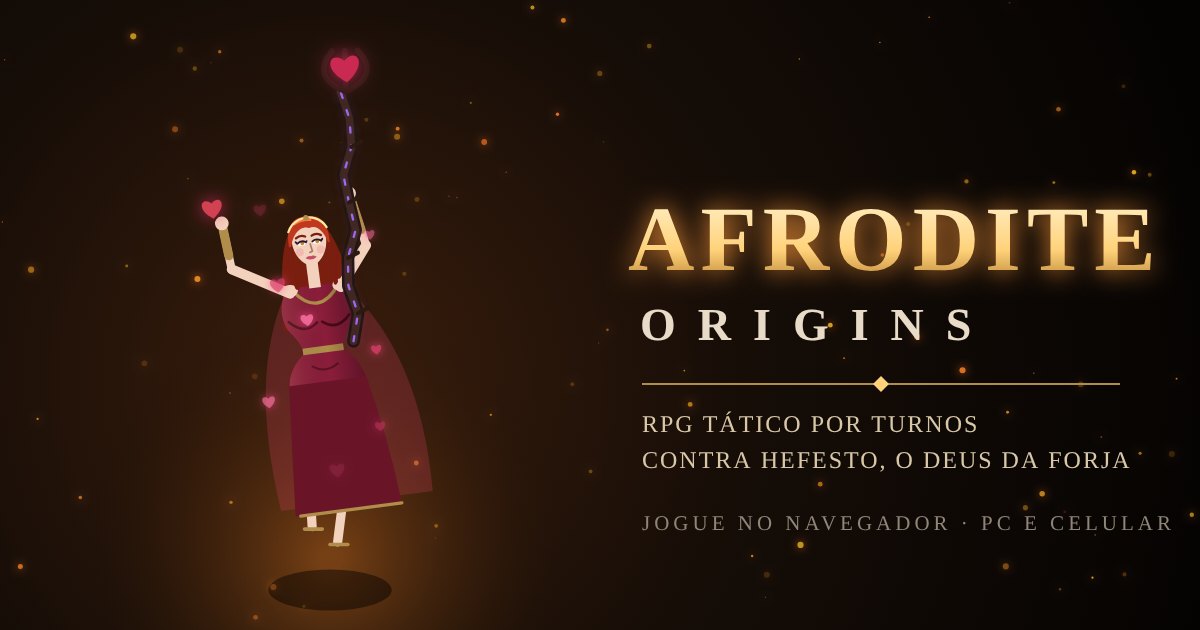 AFRODITE
ORIGINS
RPG TÁTICO POR TURNOS
CONTRA HEFESTO, O DEUS DA FORJA
JOGUE NO NAVEGADOR · PC E CELULAR